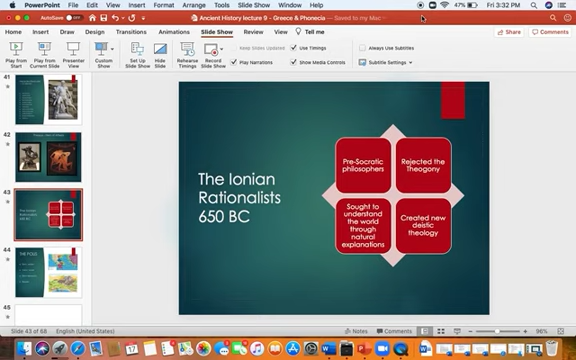 PowerPoint File Edit View Insert Format Arrange Tools Slide Show Window Help 47% Fri 3:32 PM
AutoSave OFF Ancient History lecture 9 - Greek & Phonecia — Saved to my Mac
Home Insert Draw Design Transitions Animations Slide Show Review View Tell me Share Comments
Play from Start
Play from Current Slide
Presenter View
Custom Show
Set Up Slide Show
Hide Slide
Rehearse Timings
Record Slide Show
Keep Slides Updated
Use Timings
Play Narrations
Show Media Controls
Always Use Subtitles
Subtitle Settings
41
42
43
44
THE POLIS
45
The Ionian
Rationalists
650 BC
Pre-Socratic
philosophers
Rejected the
Theogony
Sought to
understand
the world
through
natural
explanations
Created new
deistic
theology
Slide 43 of 68 English (United States) Notes Comments 96%
17